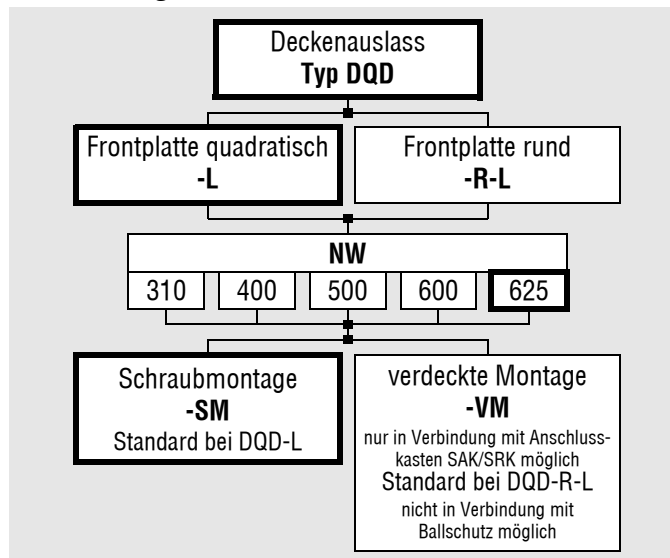 Deckenauslass
Typ DQD
Frontplatte quadratisch
-L
Frontplatte rund
-R-L
NW
310 400 500 600 625
Schraubmontage
-SM
Standard bei DQD-L
verdeckte Montage
-VM
nur in Verbindung mit Anschluss-
kasten SAK/SRK möglich
Standard bei DQD-R-L
nicht in Verbindung mit
Ballschutz möglich